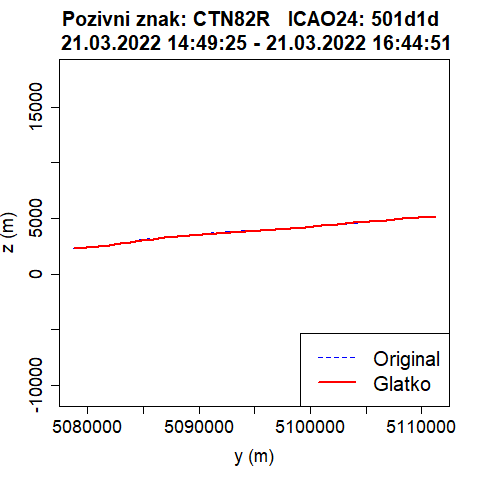 Pozivni znak: CTN82R   ICAO24: 501d1d
21.03.2022 14:49:25 - 21.03.2022 16:44:51
15000
5000
0
-10000
z (m)
Original
Glatko
5080000 5090000 5100000 5110000
y (m)